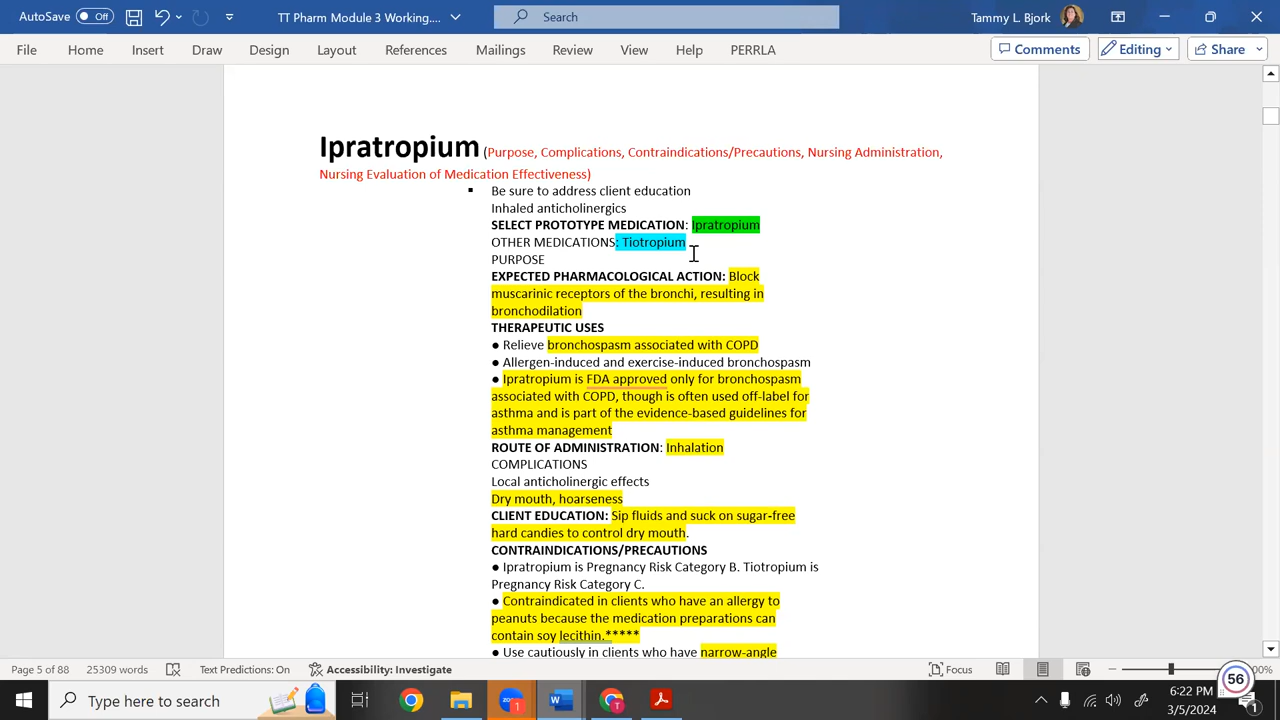 AutoSave Off TT Pharm Module 3 Working.... Search Tammy L. Bjork
File Home Insert Draw Design Layout References Mailings Review View Help PERRLA Comments Editing Share
Ipratropium (Purpose, Complications, Contraindications/Precautions, Nursing Administration,
Nursing Evaluation of Medication Effectiveness)
▪ Be sure to address client education
Inhaled anticholinergics
SELECT PROTOTYPE MEDICATION: Ipratropium
OTHER MEDICATIONS: Tiotropium
PURPOSE
EXPECTED PHARMACOLOGICAL ACTION: Block
muscarinic receptors of the bronchi, resulting in
bronchodilation
THERAPEUTIC USES
● Relieve bronchospasm associated with COPD
● Allergen-induced and exercise-induced bronchospasm
● Ipratropium is FDA approved only for bronchospasm
associated with COPD, though is often used off-label for
asthma and is part of the evidence-based guidelines for
asthma management
ROUTE OF ADMINISTRATION: Inhalation
COMPLICATIONS
Local anticholinergic effects
Dry mouth, hoarseness
CLIENT EDUCATION: Sip fluids and suck on sugar-free
hard candies to control dry mouth.
CONTRAINDICATIONS/PRECAUTIONS
● Ipratropium is Pregnancy Risk Category B. Tiotropium is
Pregnancy Risk Category C.
● Contraindicated in clients who have an allergy to
peanuts because the medication preparations can
contain soy lecithin.*****
● Use cautiously in clients who have narrow-angle
Page 5 of 88 25309 words Text Predictions: On Accessibility: Investigate Focus 56
Type here to search zoom 1 6:22 PM
3/5/2024 1